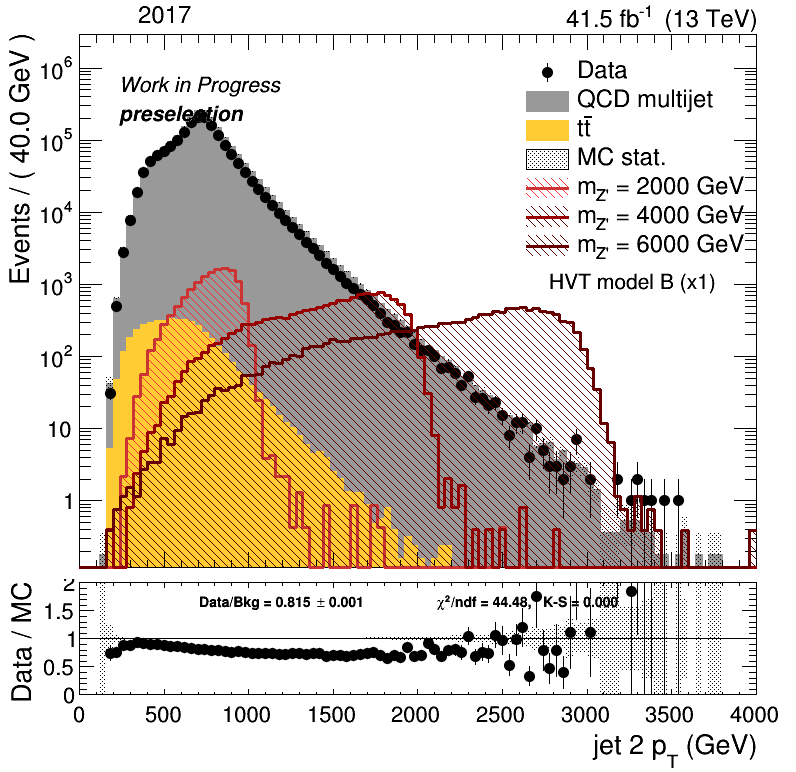 2017
41.5 fb⁻¹ (13 TeV)
Events / ( 40.0 GeV )
10⁶
10⁵
10⁴
10³
10²
10
1
Work in Progress
preselection
Data
QCD multijet
tt̄
MC stat.
m_Z' = 2000 GeV
m_Z' = 4000 GeV
m_Z' = 6000 GeV
HVT model B (x1)
Data / MC
2
1.5
1
0.5
0
Data/Bkg = 0.815 ± 0.001
χ²/ndf = 44.48, K-S = 0.000
0 500 1000 1500 2000 2500 3000 3500 4000
jet 2 p_T (GeV)